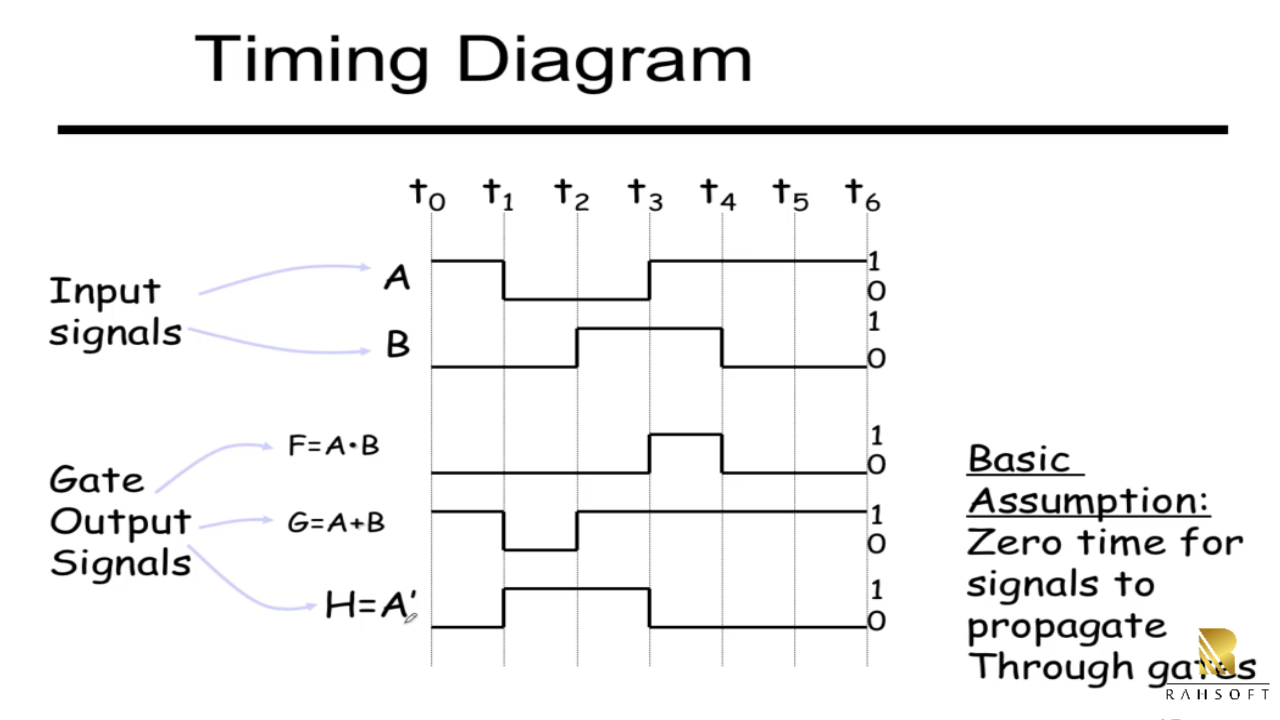 Timing Diagram
t0 t1 t2 t3 t4 t5 t6
Input
signals
A
1
0
B
1
0
Gate
Output
Signals
F=A•B
1
0
G=A+B
1
0
H=A'
1
0
Basic
Assumption:
Zero time for
signals to
propagate
Through gates
RAHSOFT